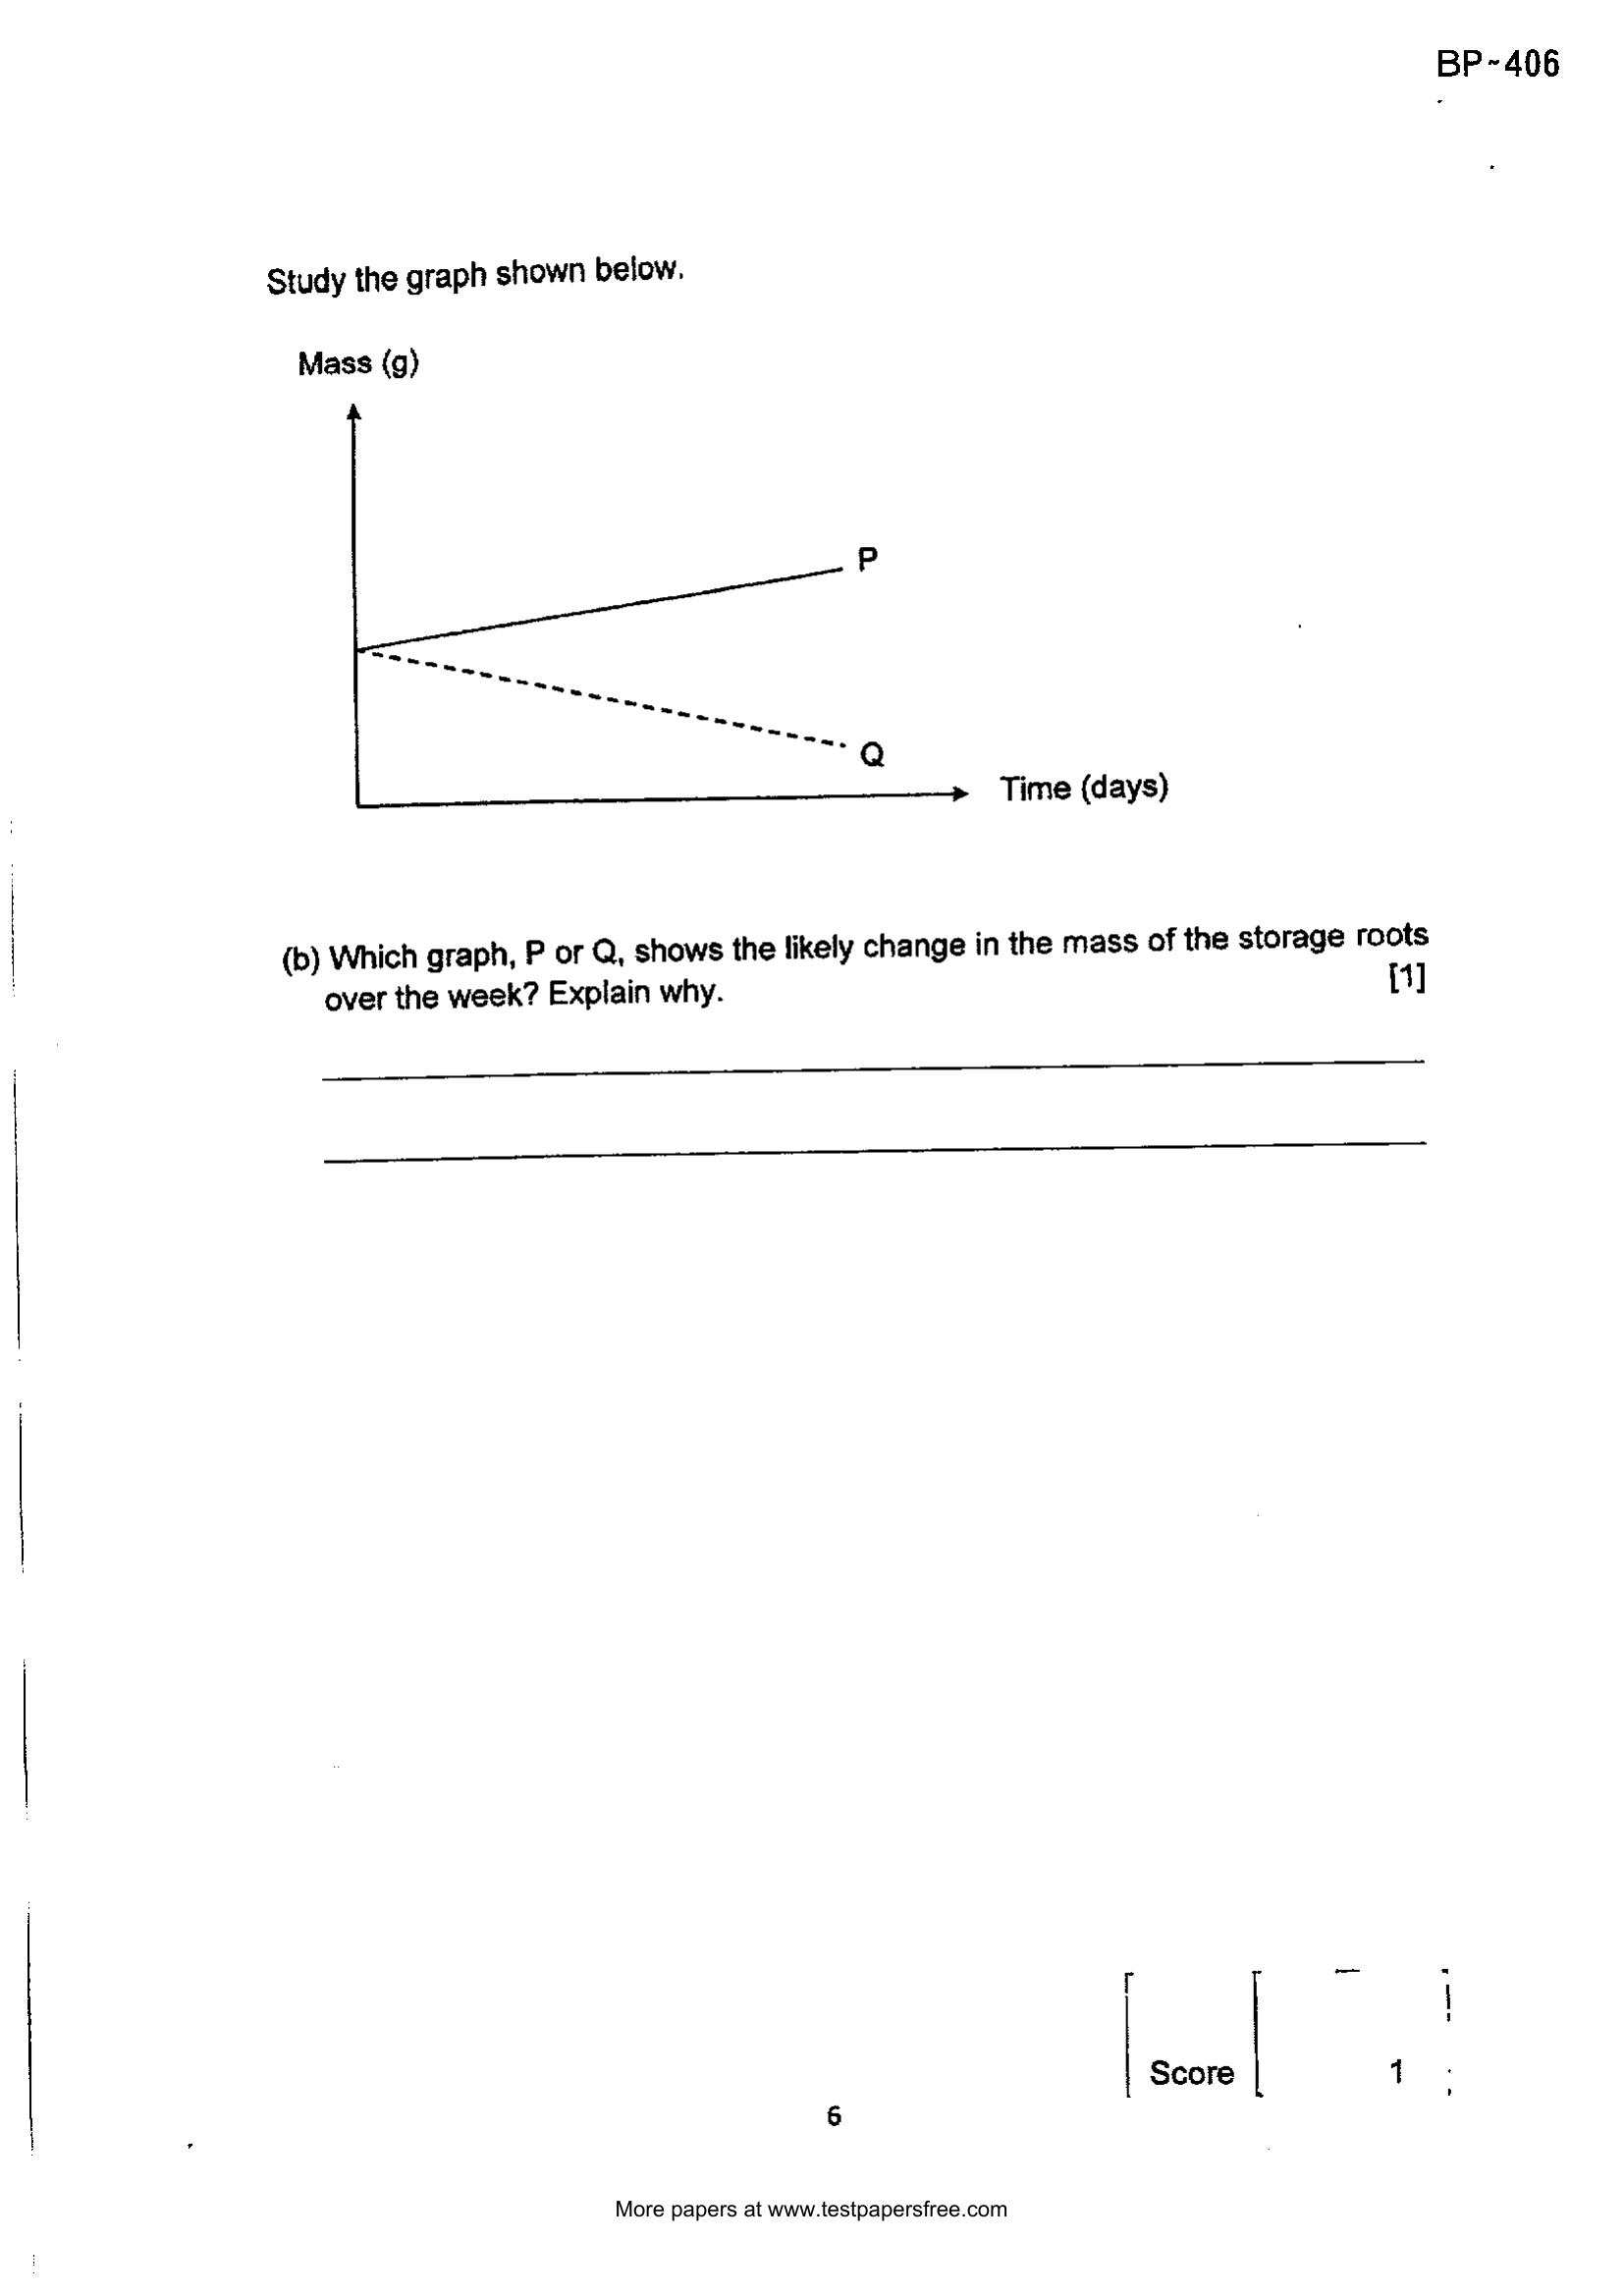 BP~406
Study the graph shown below.
Mass (g)
P
Q
Time (days)
(b) Which graph, P or Q, shows the likely change in the mass of the storage roots
over the week? Explain why. [1]
Score 1
6
More papers at www.testpapersfree.com